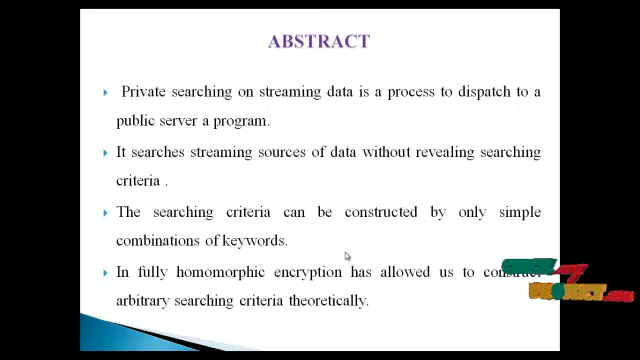 ABSTRACT
Private searching on streaming data is a process to dispatch to a
public server a program.
It searches streaming sources of data without revealing searching
criteria .
The searching criteria can be constructed by only simple
combinations of keywords.
In fully homomorphic encryption has allowed us to construct
arbitrary searching criteria theoretically.